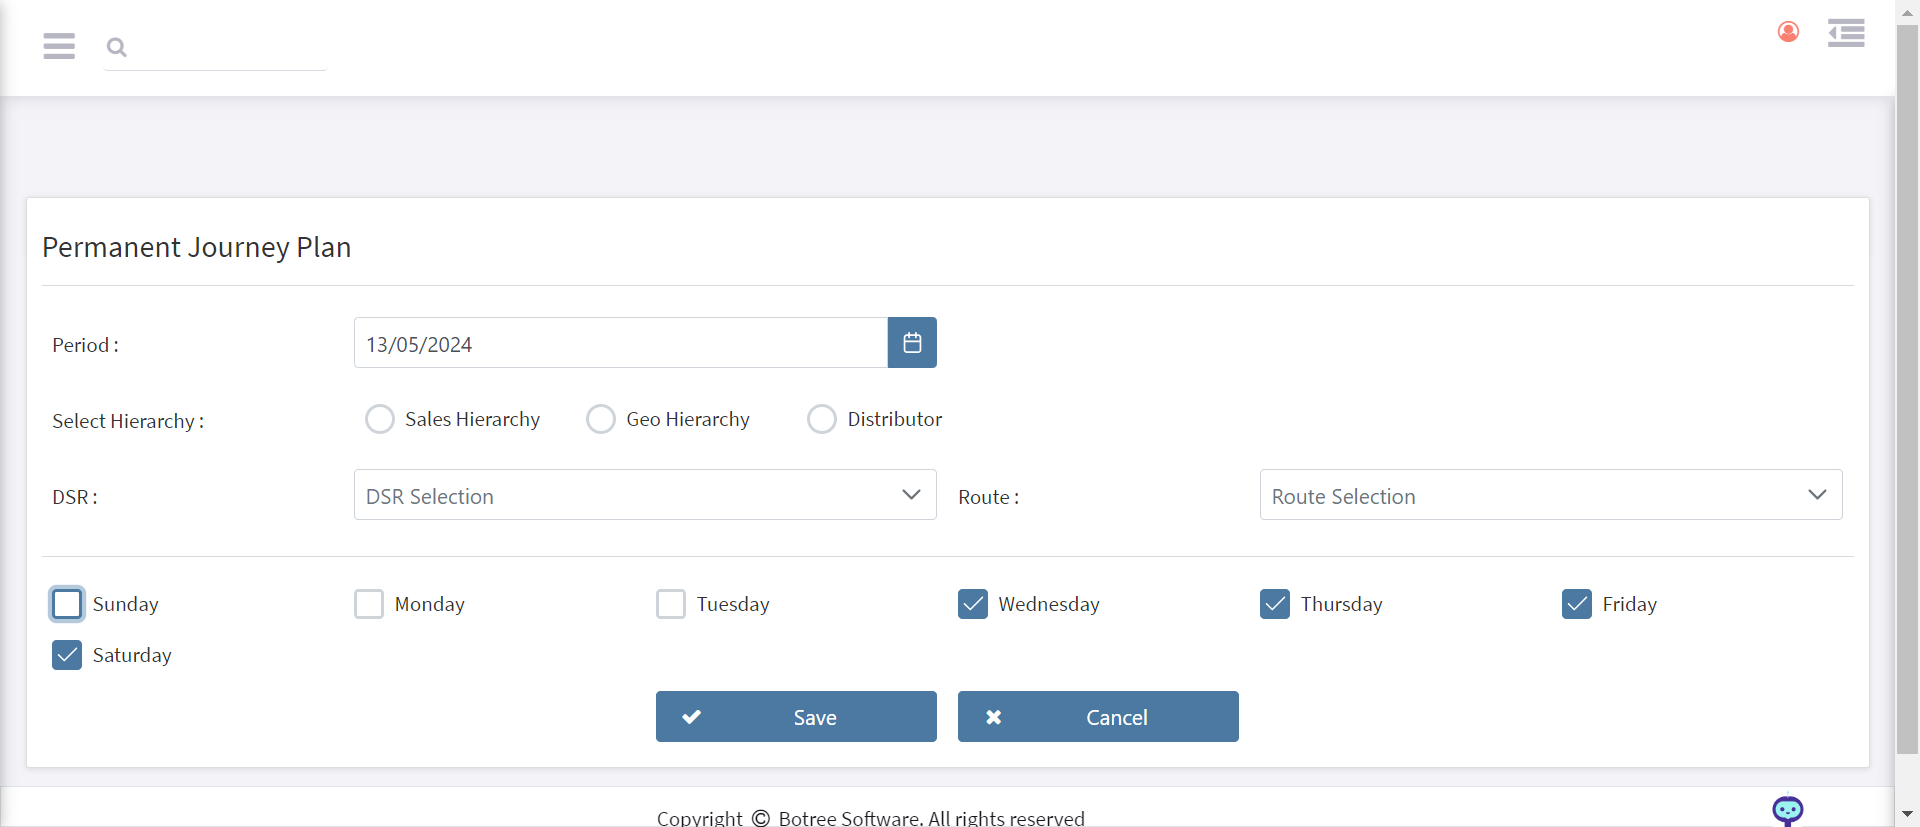 Permanent Journey Plan
Period :
13/05/2024
Select Hierarchy :
Sales Hierarchy
Geo Hierarchy
Distributor
DSR :
DSR Selection
Route :
Route Selection
Sunday
Monday
Tuesday
Wednesday
Thursday
Friday
Saturday
Save
Cancel
Copyright © Botree Software. All rights reserved